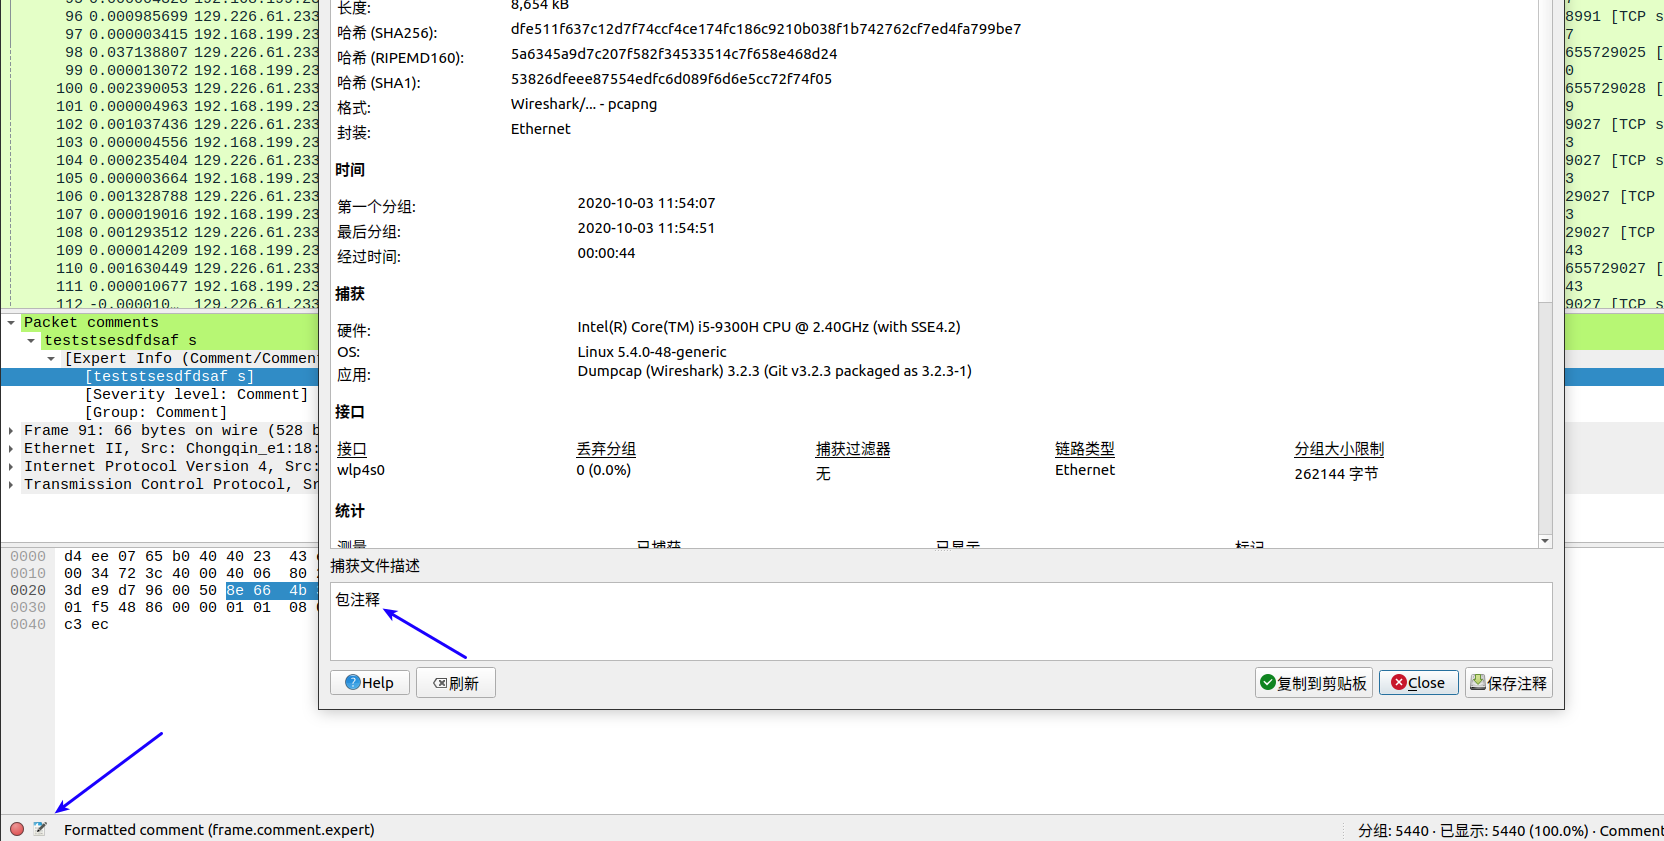 96 0.000985699 129.226.61.233
97 0.000003415 192.168.199.23
98 0.037138807 129.226.61.233
99 0.000013072 192.168.199.23
100 0.002390053 129.226.61.233
101 0.000004963 192.168.199.23
102 0.001037436 129.226.61.233
103 0.000004556 192.168.199.23
104 0.000235404 129.226.61.233
105 0.000003664 192.168.199.23
106 0.001328788 129.226.61.233
107 0.000019016 192.168.199.23
108 0.001293512 129.226.61.233
109 0.000014209 192.168.199.23
110 0.001630449 129.226.61.233
111 0.000010677 192.168.199.23
112 -0.000010… 129.226.61.233
8991 [TCP s
7
655729025 [
0
655729028 [
9
9027 [TCP s
3
9027 [TCP s
3
29027 [TCP
3
29027 [TCP
43
655729027 [
43
9027 [TCP s
Packet comments
teststsesdfdsaf s
[Expert Info (Comment/Commen
[teststsesdfdsaf s]
[Severity level: Comment]
[Group: Comment]
Frame 91: 66 bytes on wire (528 b
Ethernet II, Src: Chongqin_e1:18:
Internet Protocol Version 4, Src:
Transmission Control Protocol, Sr
0000 d4 ee 07 65 b0 40 40 23 43
0010 00 34 72 3c 40 00 40 06 80
0020 3d e9 d7 96 00 50 8e 66 4b
0030 01 f5 48 86 00 00 01 01 08
0040 c3 ec
长度: 8,654 kB
哈希 (SHA256): dfe511f637c12d7f74ccf4ce174fc186c9210b038f1b742762cf7ed4fa799be7
哈希 (RIPEMD160): 5a6345a9d7c207f582f34533514c7f658e468d24
哈希 (SHA1): 53826dfeee87554edfc6d089f6d6e5cc72f74f05
格式: Wireshark/... - pcapng
封装: Ethernet
时间
第一个分组: 2020-10-03 11:54:07
最后分组: 2020-10-03 11:54:51
经过时间: 00:00:44
捕获
硬件: Intel(R) Core(TM) i5-9300H CPU @ 2.40GHz (with SSE4.2)
OS: Linux 5.4.0-48-generic
应用: Dumpcap (Wireshark) 3.2.3 (Git v3.2.3 packaged as 3.2.3-1)
接口
接口 丢弃分组 捕获过滤器 链路类型 分组大小限制
wlp4s0 0 (0.0%) 无 Ethernet 262144 字节
统计
测量 已捕获 已显示 标记
捕获文件描述
包注释
Help 刷新 复制到剪贴板 Close 保存注释
Formatted comment (frame.comment.expert) 分组: 5440 · 已显示: 5440 (100.0%) · Comment